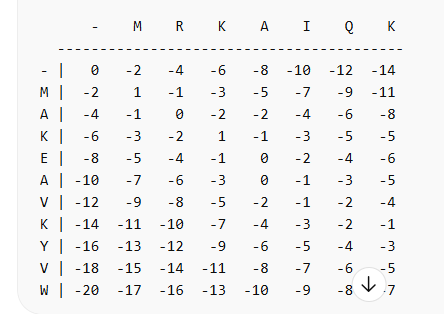 - M R K A I Q K
--------------------------------------------------
- | 0 -2 -4 -6 -8 -10 -12 -14
M | -2 1 -1 -3 -5 -7 -9 -11
A | -4 -1 0 -2 -2 -4 -6 -8
K | -6 -3 -2 1 -1 -3 -5 -5
E | -8 -5 -4 -1 0 -2 -4 -6
A | -10 -7 -6 -3 0 -1 -3 -5
V | -12 -9 -8 -5 -2 -1 -2 -4
K | -14 -11 -10 -7 -4 -3 -2 -1
Y | -16 -13 -12 -9 -6 -5 -4 -3
V | -18 -15 -14 -11 -8 -7 -6 -5
W | -20 -17 -16 -13 -10 -9 -8 -7